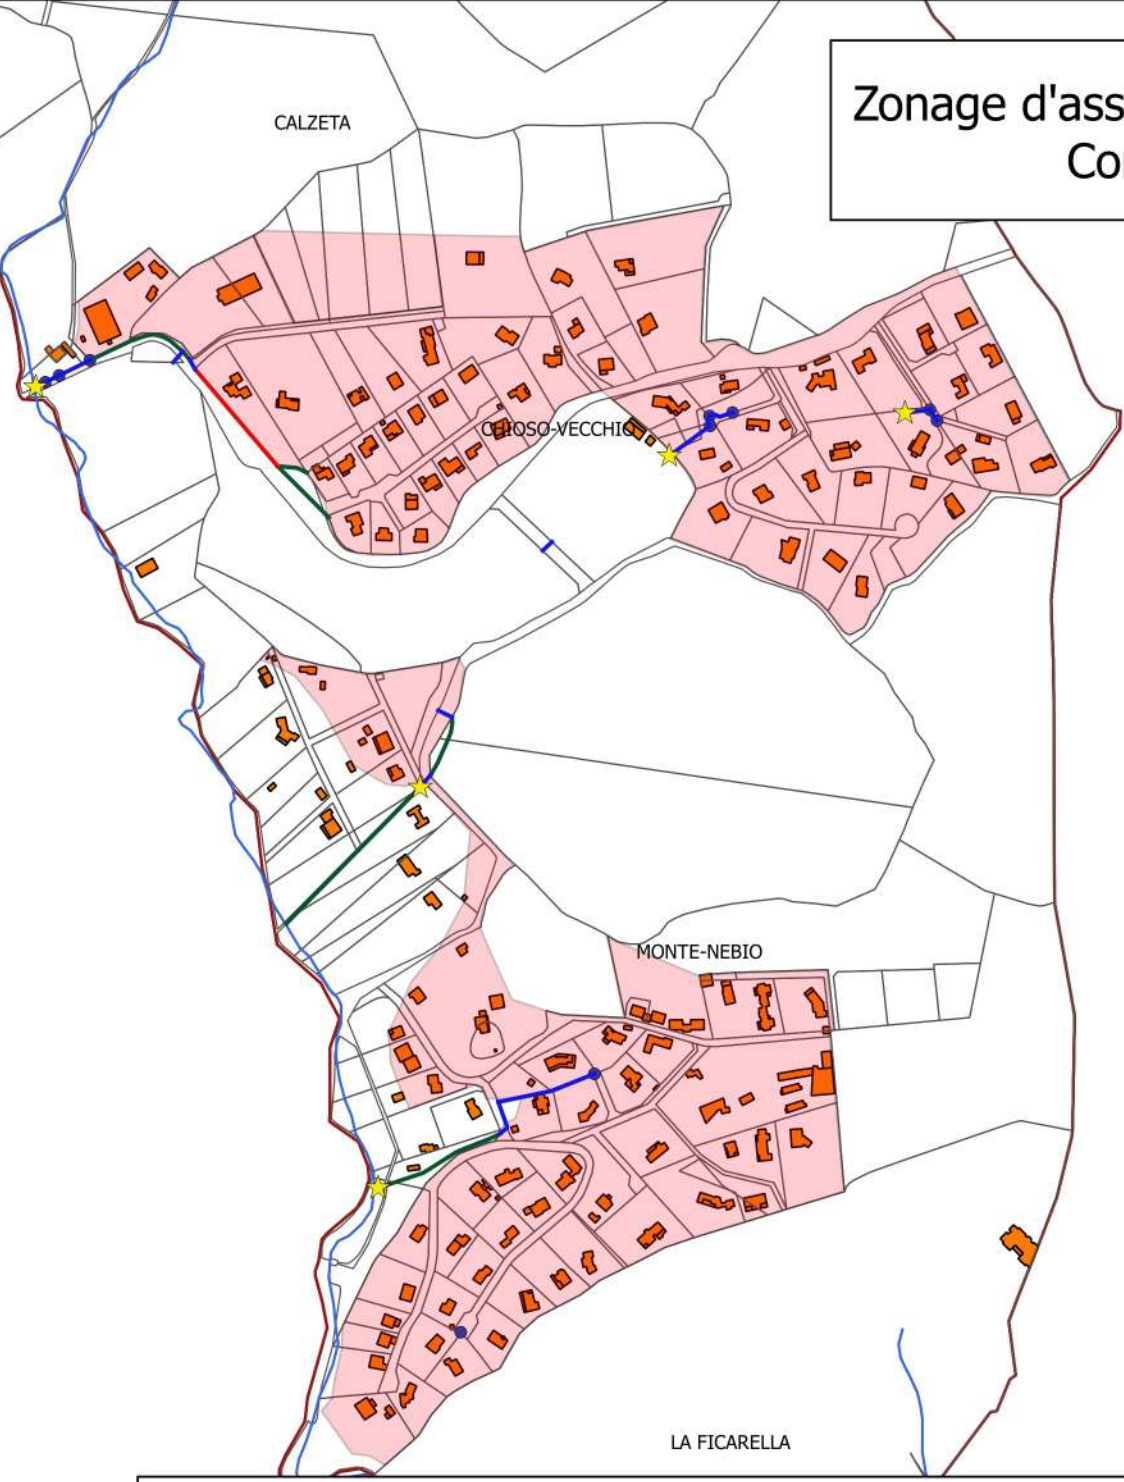 CALZETA
Zonage d'ass
Co
CHIOSO-VECCHIO
MONTE-NEBIO
LA FICARELLA